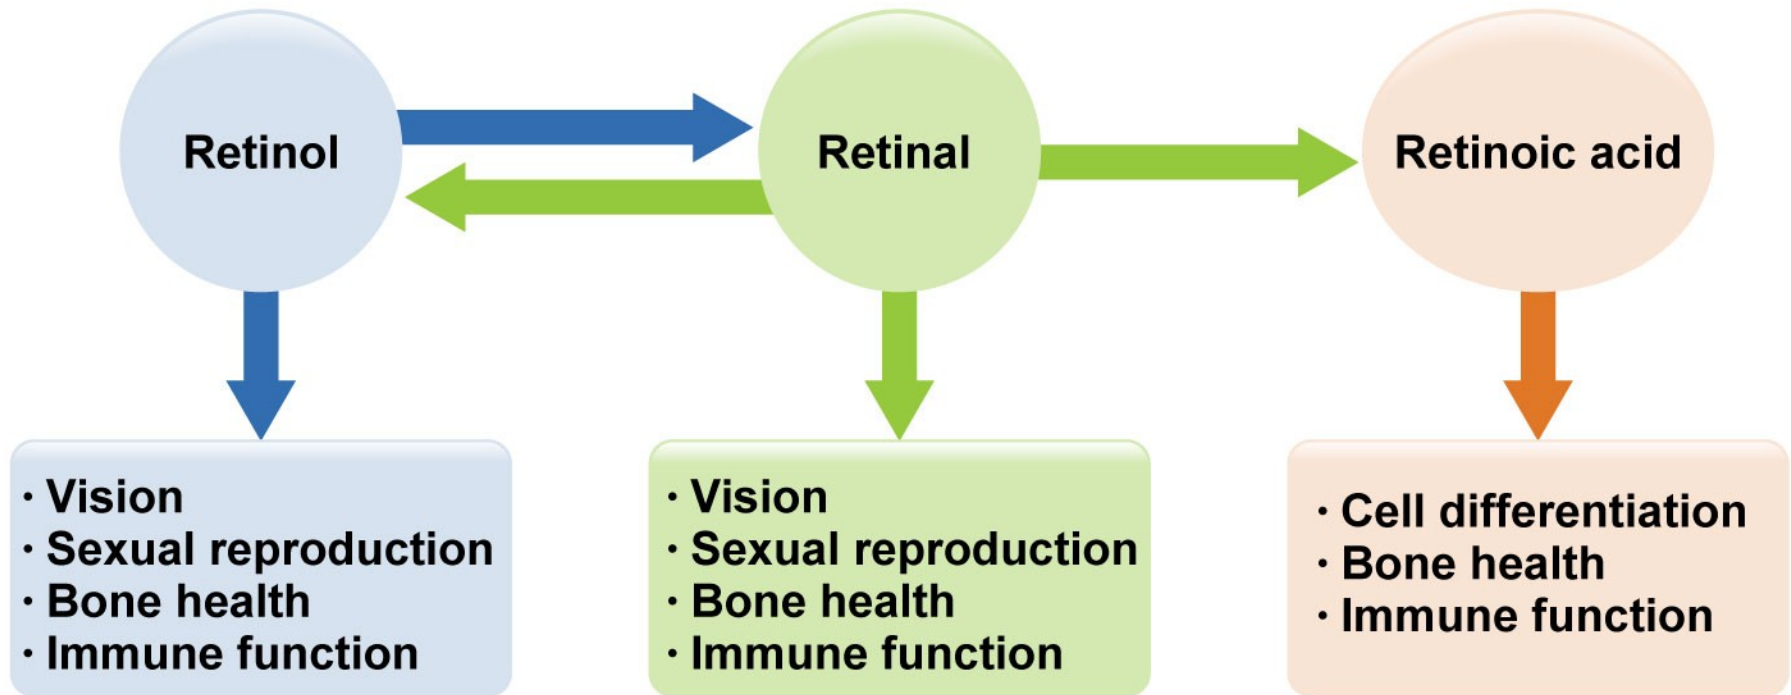 Retinol
Retinal
Retinoic acid
· Vision
· Sexual reproduction
· Bone health
· Immune function
· Vision
· Sexual reproduction
· Bone health
· Immune function
· Cell differentiation
· Bone health
· Immune function